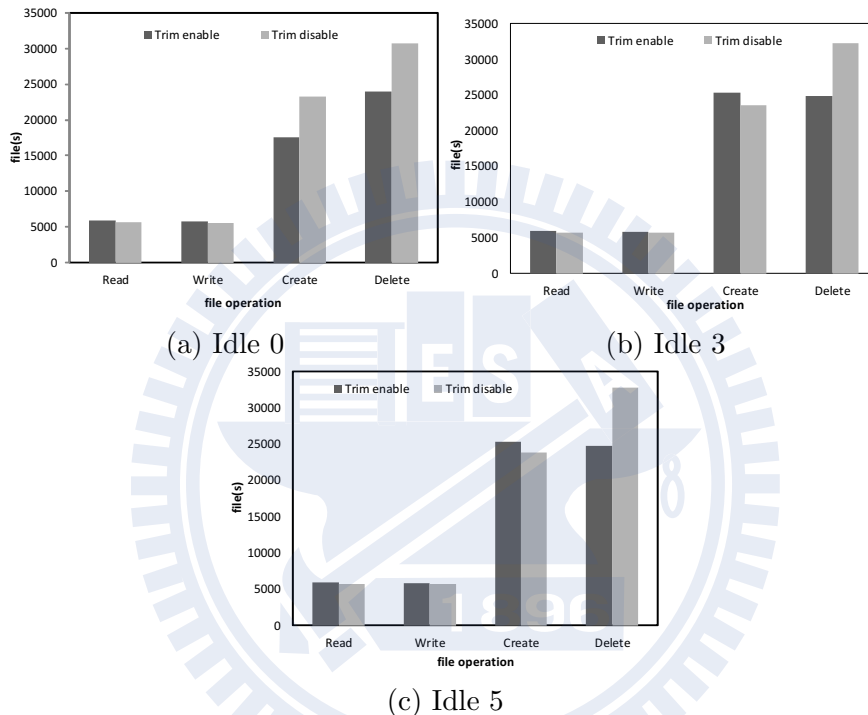 35000
30000
25000
20000
15000
10000
5000
0
file(s)
Trim enable Trim disable
Read Write Create Delete
file operation
(a) Idle 0
35000
30000
25000
20000
15000
10000
5000
0
file(s)
Trim enable Trim disable
Read Write Create Delete
file operation
(b) Idle 3
35000
30000
25000
20000
15000
10000
5000
0
file(s)
Trim enable Trim disable
Read Write Create Delete
file operation
(c) Idle 5
E S A
1896